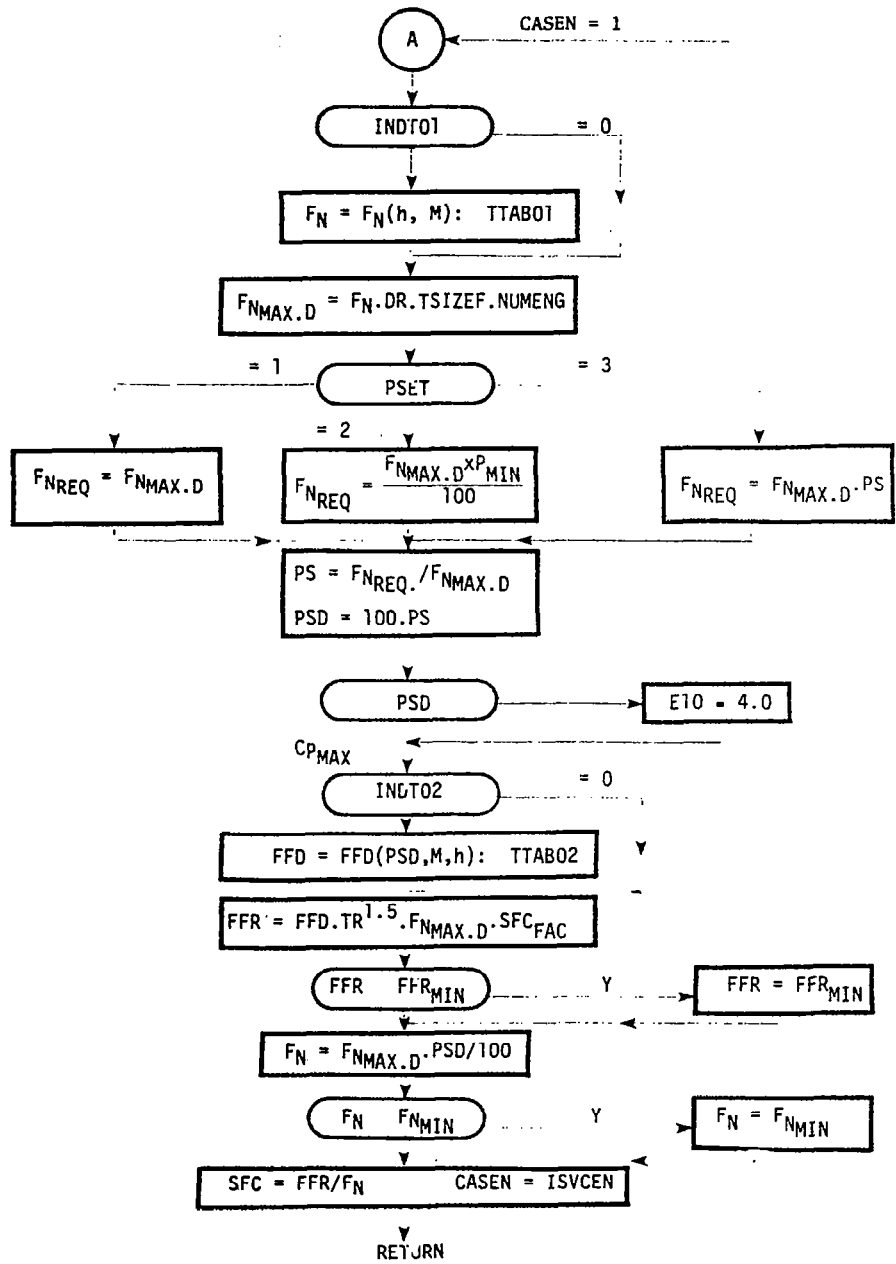 CASEN = 1
A
INDT01
= 0
F_N = F_N(h, M): TTAB01
F_NMAX.D = F_N.DR.TSIZEF.NUMENG
= 1
PSET
= 3
= 2
F_NREQ = F_NMAX.D
F_NREQ = F_NMAX.D xP_MIN / 100
F_NREQ = F_NMAX.D.PS
PS = F_NREQ./F_NMAX.D
PSD = 100.PS
PSD
E10 = 4.0
CP_MAX
INDT02
= 0
FFD = FFD(PSD,M,h): TTAB02
FFR = FFD.TR^1.5.F_NMAX.D.SFC_FAC
FFR FFR_MIN
Y
FFR = FFR_MIN
F_N = F_NMAX.D.PSD/100
F_N F_NMIN
Y
F_N = F_NMIN
SFC = FFR/F_N CASEN = ISVCEN
RETURN